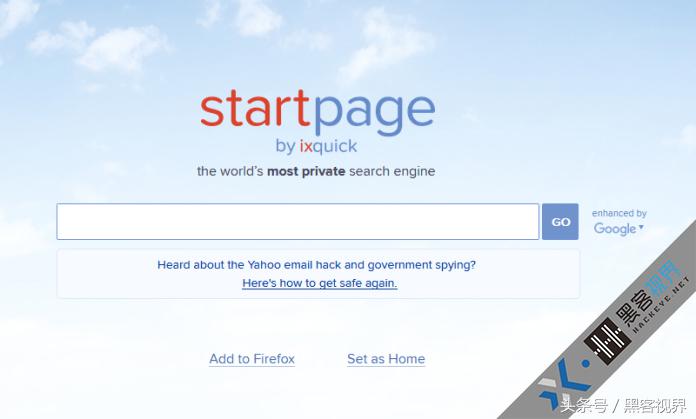 startpage
by ixquick
the world's most private search engine
GO
enhanced by
Google
Heard about the Yahoo email hack and government spying?
Here's how to get safe again.
Add to Firefox
Set as Home
黑客视界
HACKEYE.NET
头条号 / 黑客视界